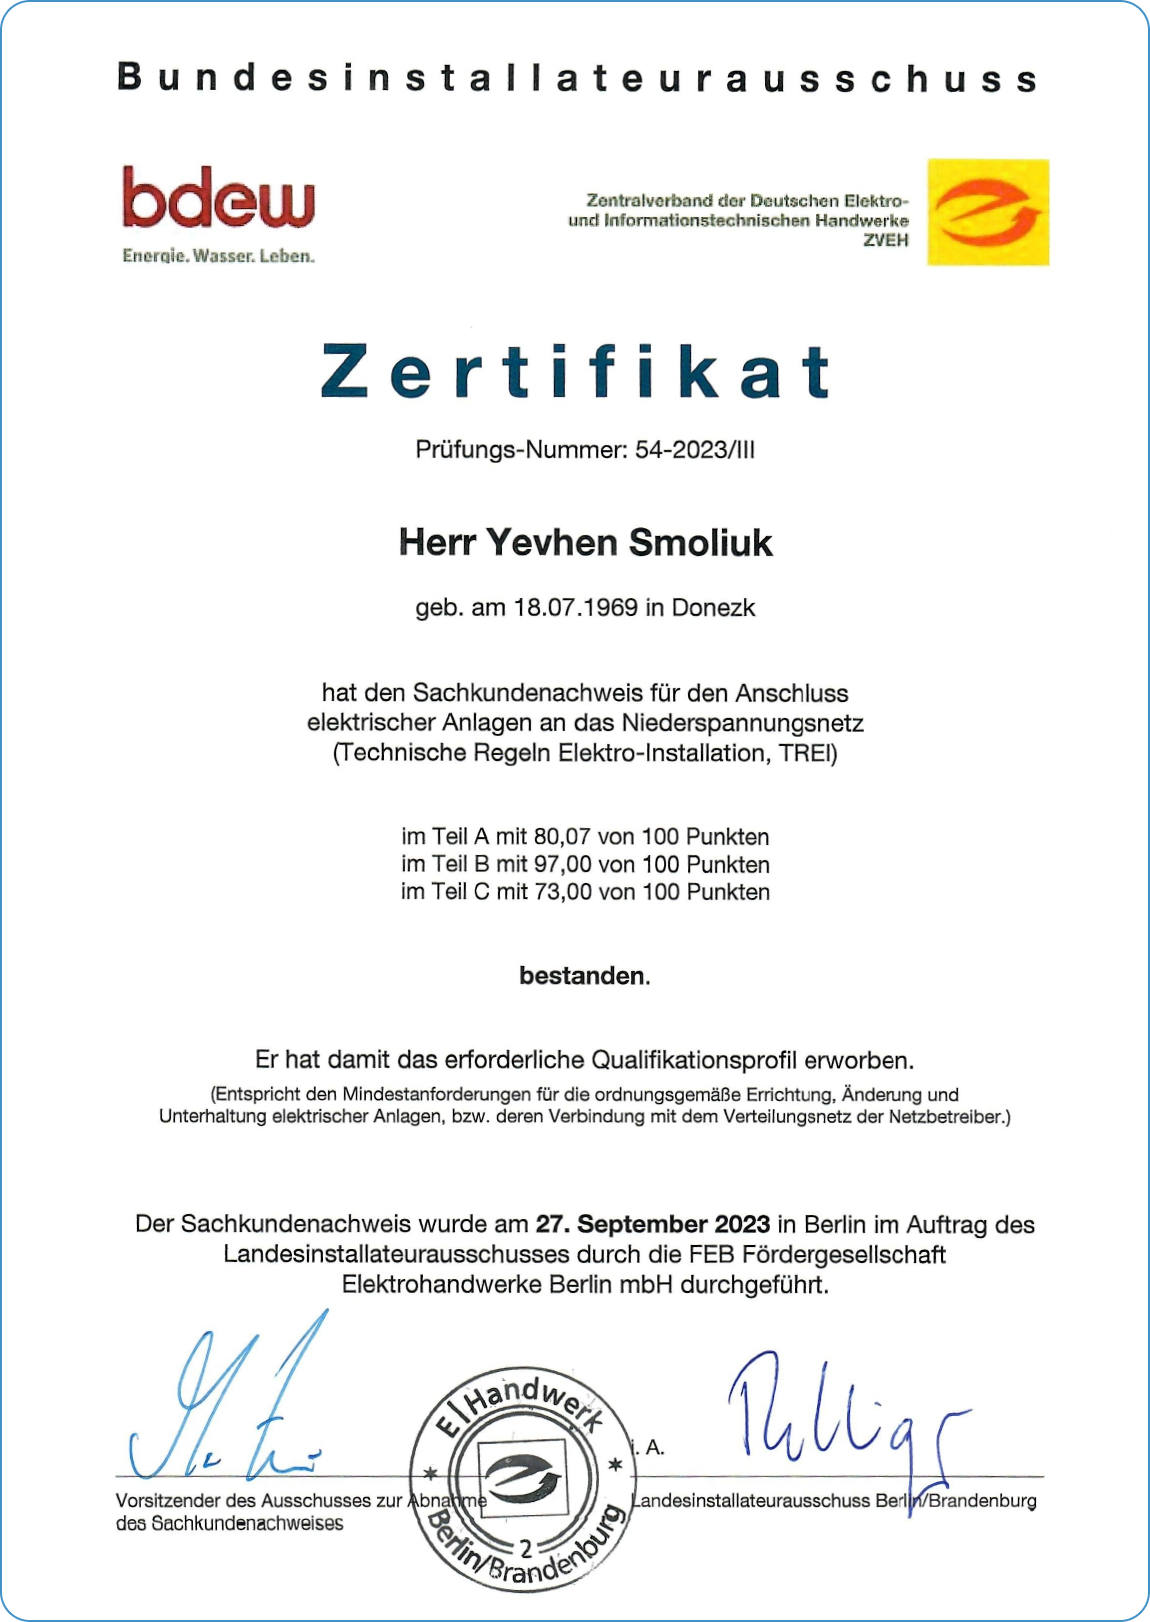 Bundesinstallateurausschuss
bdew
Energie. Wasser. Leben.
Zentralverband der Deutschen Elektro-
und Informationstechnischen Handwerke
ZVEH
Zertifikat
Prüfungs-Nummer: 54-2023/III
Herr Yevhen Smoliuk
geb. am 18.07.1969 in Donezk
hat den Sachkundenachweis für den Anschluss
elektrischer Anlagen an das Niederspannungsnetz
(Technische Regeln Elektro-Installation, TREI)
im Teil A mit 80,07 von 100 Punkten
im Teil B mit 97,00 von 100 Punkten
im Teil C mit 73,00 von 100 Punkten
bestanden.
Er hat damit das erforderliche Qualifikationsprofil erworben.
(Entspricht den Mindestanforderungen für die ordnungsgemäße Errichtung, Änderung und
Unterhaltung elektrischer Anlagen, bzw. deren Verbindung mit dem Verteilungsnetz der Netzbetreiber.)
Der Sachkundenachweis wurde am 27. September 2023 in Berlin im Auftrag des
Landesinstallateurausschusses durch die FEB Fördergesellschaft
Elektrohandwerke Berlin mbH durchgeführt.
E|Handwerk
i. A.
Vorsitzender des Ausschusses zur Abnahme
des Sachkundenachweises
Landesinstallateurausschuss Berlin/Brandenburg
2
Berlin/Brandenburg